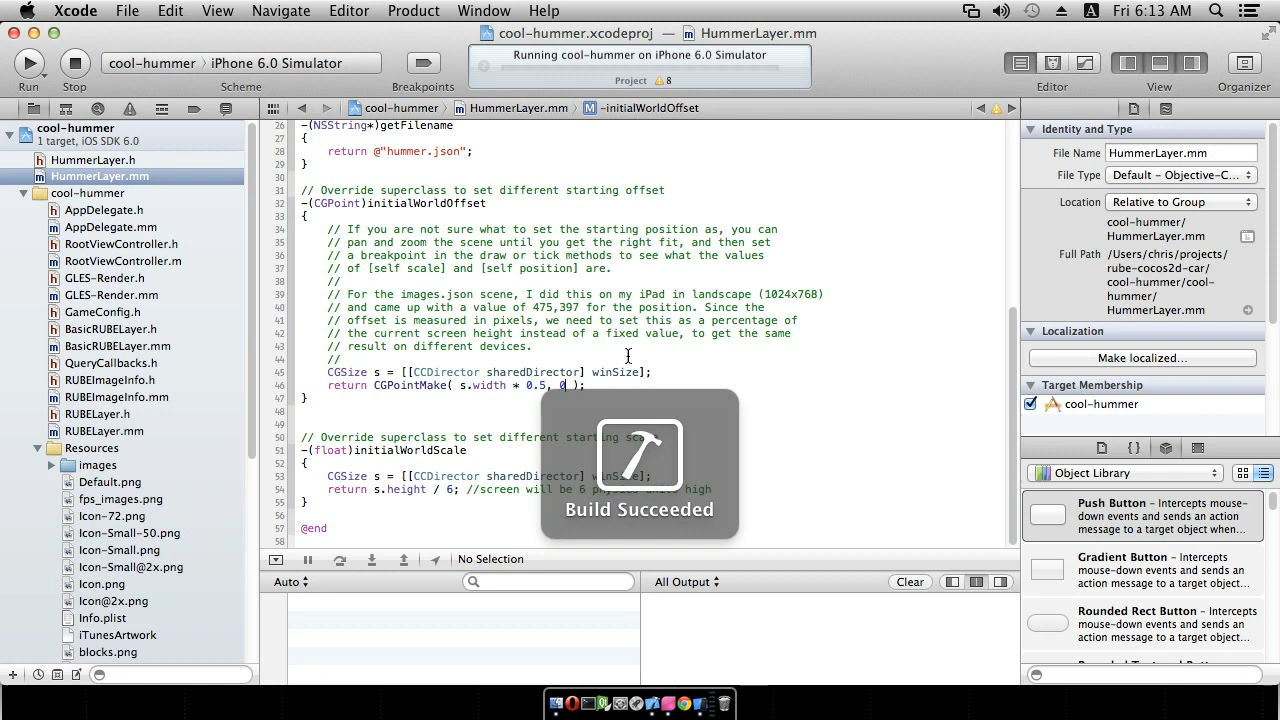 Xcode File Edit View Navigate Editor Product Window Help
A Fri 6:13 AM
cool-hummer.xcodeproj — HummerLayer.mm
Run Stop
cool-hummer > iPhone 6.0 Simulator
Scheme
Breakpoints
Running cool-hummer on iPhone 6.0 Simulator
Project 8
Editor View Organizer
cool-hummer > HummerLayer.mm > M -initialWorldOffset
cool-hummer
1 target, iOS SDK 6.0
h HummerLayer.h
m HummerLayer.mm
cool-hummer
h AppDelegate.h
m AppDelegate.mm
h RootViewController.h
m RootViewController.m
h GLES-Render.h
m GLES-Render.mm
h GameConfig.h
h BasicRUBELayer.h
m BasicRUBELayer.mm
h QueryCallbacks.h
h RUBEImageInfo.h
m RUBEImageInfo.mm
h RUBELayer.h
m RUBELayer.mm
Resources
images
Default.png
fps_images.png
Icon-72.png
Icon-Small-50.png
Icon-Small.png
Icon-Small@2x.png
Icon.png
Icon@2x.png
Info.plist
iTunesArtwork
blocks.png
26 -(NSString*)getFilename
27 {
28 return @"hummer.json";
29 }
30
31 // Override superclass to set different starting offset
32 -(CGPoint)initialWorldOffset
33 {
34 // If you are not sure what to set the starting position as, you can
35 // pan and zoom the scene until you get the right fit, and then set
36 // a breakpoint in the draw or tick methods to see what the values
37 // of [self scale] and [self position] are.
38 //
39 // For the images.json scene, I did this on my iPad in landscape (1024x768)
40 // and came up with a value of 475,397 for the position. Since the
41 // offset is measured in pixels, we need to set this as a percentage of
42 // the current screen height instead of a fixed value, to get the same
43 // result on different devices.
44 //
45 CGSize s = [[CCDirector sharedDirector] winSize];
46 return CGPointMake( s.width * 0.5, 0 );
47 }
48
49
50 // Override superclass to set different starting
51 -(float)initialWorldScale
52 {
53 CGSize s = [[CCDirector sharedDirector] winSize];
54 return s.height / 6; //screen will be 6 physics units high
55 }
56
57 @end
58
Build Succeeded
No Selection
Auto
All Output
Clear
Identity and Type
File Name HummerLayer.mm
File Type Default - Objective-C...
Location Relative to Group
cool-hummer/
HummerLayer.mm
Full Path /Users/chris/projects/
rube-cocos2d-car/
cool-hummer/cool-
hummer/
HummerLayer.mm
Localization
Make localized...
Target Membership
cool-hummer
{ }
Object Library
Push Button - Intercepts mouse-
down events and sends an action
message to a target object when...
Gradient Button - Intercepts
mouse-down events and sends an
action message to a target object...
Rounded Rect Button - Intercepts
mouse-down events and sends an
action message to a target object...